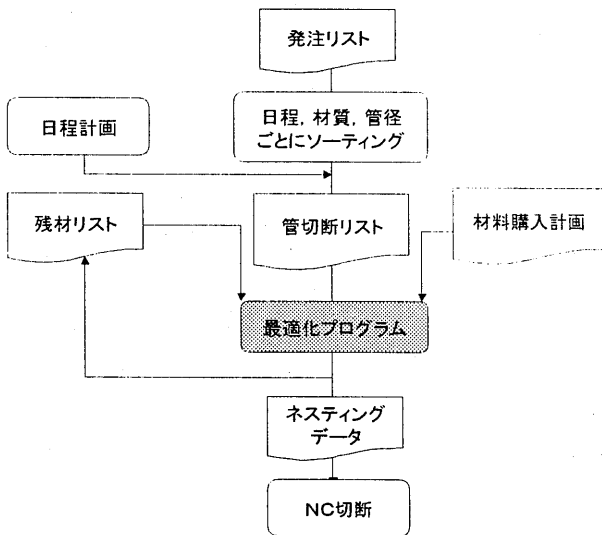 発注リスト
日程計画
日程, 材質, 管径
ごとにソーティング
残材リスト
管切断リスト
材料購入計画
最適化プログラム
ネスティング
データ
NC切断